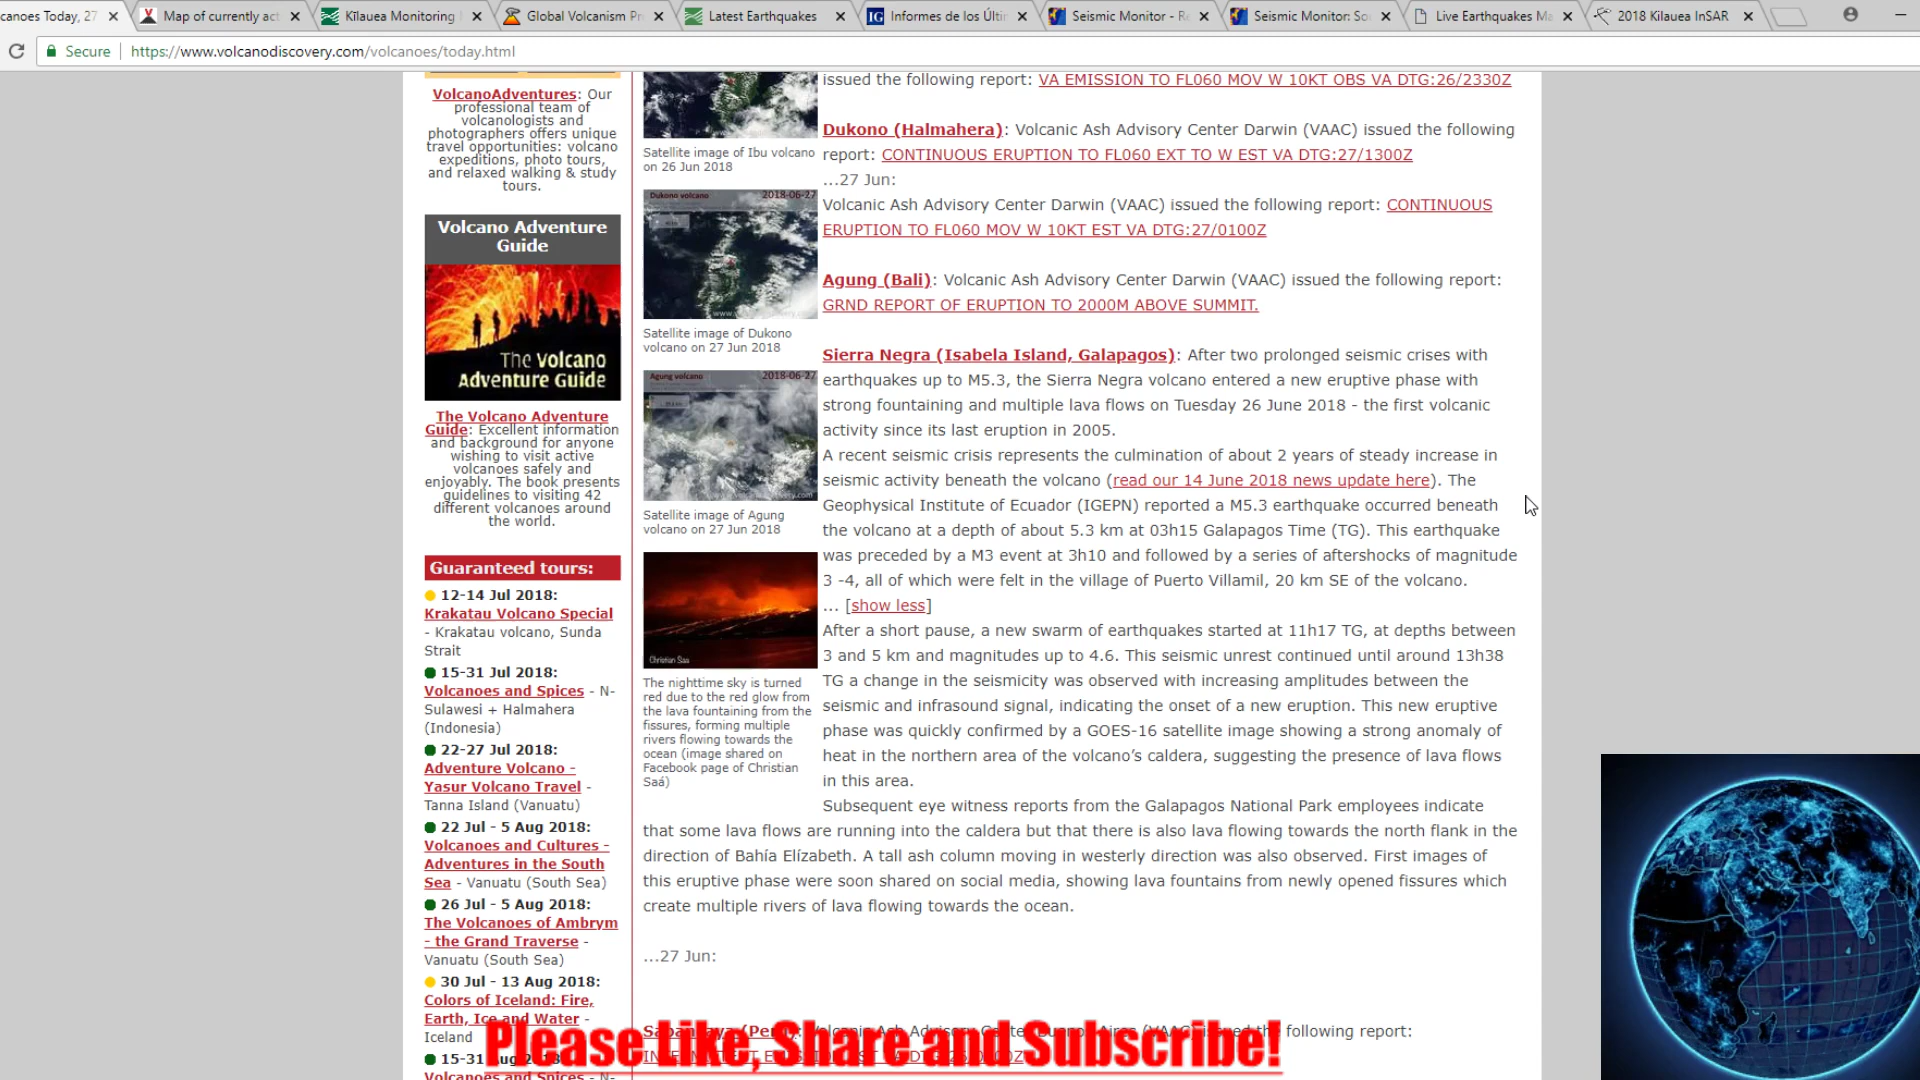 canoes Today, 27
Map of currently act
Kīlauea Monitoring
Global Volcanism Pr
Latest Earthquakes
Informes de los Últi
Seismic Monitor - Re
Seismic Monitor: So
Live Earthquakes Ma
2018 Kilauea InSAR
Secure
https://www.volcanodiscovery.com/volcanoes/today.html
VolcanoAdventures: Our
professional team of
volcanologists and
photographers offers unique
travel opportunities: volcano
expeditions, photo tours,
and relaxed walking & study
tours.
Volcano Adventure
Guide
The Volcano
Adventure Guide
The Volcano Adventure
Guide: Excellent information
and background for anyone
wishing to visit active
volcanoes safely and
enjoyably. The book presents
guidelines to visiting 42
different volcanoes around
the world.
Guaranteed tours:
12-14 Jul 2018:
Krakatau Volcano Special
- Krakatau volcano, Sunda
Strait
15-31 Jul 2018:
Volcanoes and Spices - N-
Sulawesi + Halmahera
(Indonesia)
22-27 Jul 2018:
Adventure Volcano -
Yasur Volcano Travel -
Tanna Island (Vanuatu)
22 Jul - 5 Aug 2018:
Volcanoes and Cultures -
Adventures in the South
Sea - Vanuatu (South Sea)
26 Jul - 5 Aug 2018:
The Volcanoes of Ambrym
- the Grand Traverse -
Vanuatu (South Sea)
30 Jul - 13 Aug 2018:
Colors of Iceland: Fire,
Earth, Ice and Water -
Iceland
15-31 Aug 2018:
Volcanoes and Spices - N-
Satellite image of Ibu volcano
on 26 Jun 2018
Dukono volcano 2018-06-27
Satellite image of Dukono
volcano on 27 Jun 2018
Agung volcano 2018-06-27
Satellite image of Agung
volcano on 27 Jun 2018
Christian Saa
The nighttime sky is turned
red due to the red glow from
the lava fountaining from the
fissures, forming multiple
rivers flowing towards the
ocean (image shared on
Facebook page of Christian
Saá)
issued the following report: VA EMISSION TO FL060 MOV W 10KT OBS VA DTG:26/2330Z
Dukono (Halmahera): Volcanic Ash Advisory Center Darwin (VAAC) issued the following
report: CONTINUOUS ERUPTION TO FL060 EXT TO W EST VA DTG:27/1300Z
...27 Jun:
Volcanic Ash Advisory Center Darwin (VAAC) issued the following report: CONTINUOUS
ERUPTION TO FL060 MOV W 10KT EST VA DTG:27/0100Z
Agung (Bali): Volcanic Ash Advisory Center Darwin (VAAC) issued the following report:
GRND REPORT OF ERUPTION TO 2000M ABOVE SUMMIT.
Sierra Negra (Isabela Island, Galapagos): After two prolonged seismic crises with
earthquakes up to M5.3, the Sierra Negra volcano entered a new eruptive phase with
strong fountaining and multiple lava flows on Tuesday 26 June 2018 - the first volcanic
activity since its last eruption in 2005.
A recent seismic crisis represents the culmination of about 2 years of steady increase in
seismic activity beneath the volcano (read our 14 June 2018 news update here). The
Geophysical Institute of Ecuador (IGEPN) reported a M5.3 earthquake occurred beneath
the volcano at a depth of about 5.3 km at 03h15 Galapagos Time (TG). This earthquake
was preceded by a M3 event at 3h10 and followed by a series of aftershocks of magnitude
3 -4, all of which were felt in the village of Puerto Villamil, 20 km SE of the volcano.
... [show less]
After a short pause, a new swarm of earthquakes started at 11h17 TG, at depths between
3 and 5 km and magnitudes up to 4.6. This seismic unrest continued until around 13h38
TG a change in the seismicity was observed with increasing amplitudes between the
seismic and infrasound signal, indicating the onset of a new eruption. This new eruptive
phase was quickly confirmed by a GOES-16 satellite image showing a strong anomaly of
heat in the northern area of the volcano’s caldera, suggesting the presence of lava flows
in this area.
Subsequent eye witness reports from the Galapagos National Park employees indicate
that some lava flows are running into the caldera but that there is also lava flowing towards the north flank in the
direction of Bahía Elízabeth. A tall ash column moving in westerly direction was also observed. First images of
this eruptive phase were soon shared on social media, showing lava fountains from newly opened fissures which
create multiple rivers of lava flowing towards the ocean.
...27 Jun:
following report:
Please Like, Share and Subscribe!